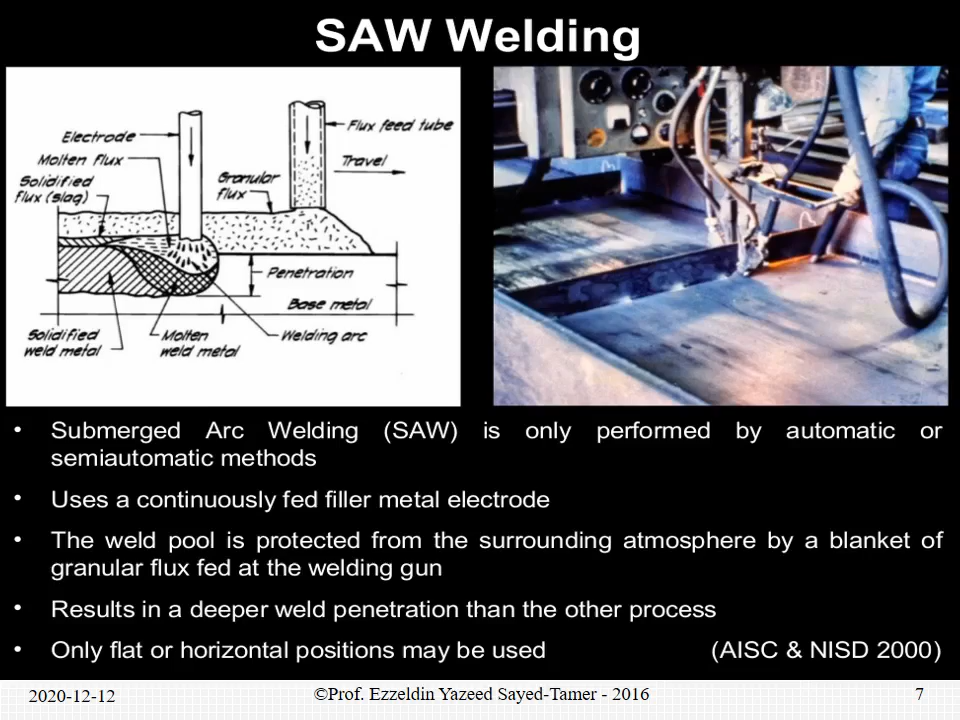 SAW Welding
Electrode
Molten flux
Solidified
flux (slag)
Granular
flux
Flux feed tube
Travel
Penetration
Base metal
Solidified
weld metal
Molten
weld metal
Welding arc
• Submerged Arc Welding (SAW) is only performed by automatic or
semiautomatic methods
• Uses a continuously fed filler metal electrode
• The weld pool is protected from the surrounding atmosphere by a blanket of
granular flux fed at the welding gun
• Results in a deeper weld penetration than the other process
• Only flat or horizontal positions may be used (AISC & NISD 2000)
2020-12-12 ©Prof. Ezzeldin Yazeed Sayed-Tamer - 2016 7